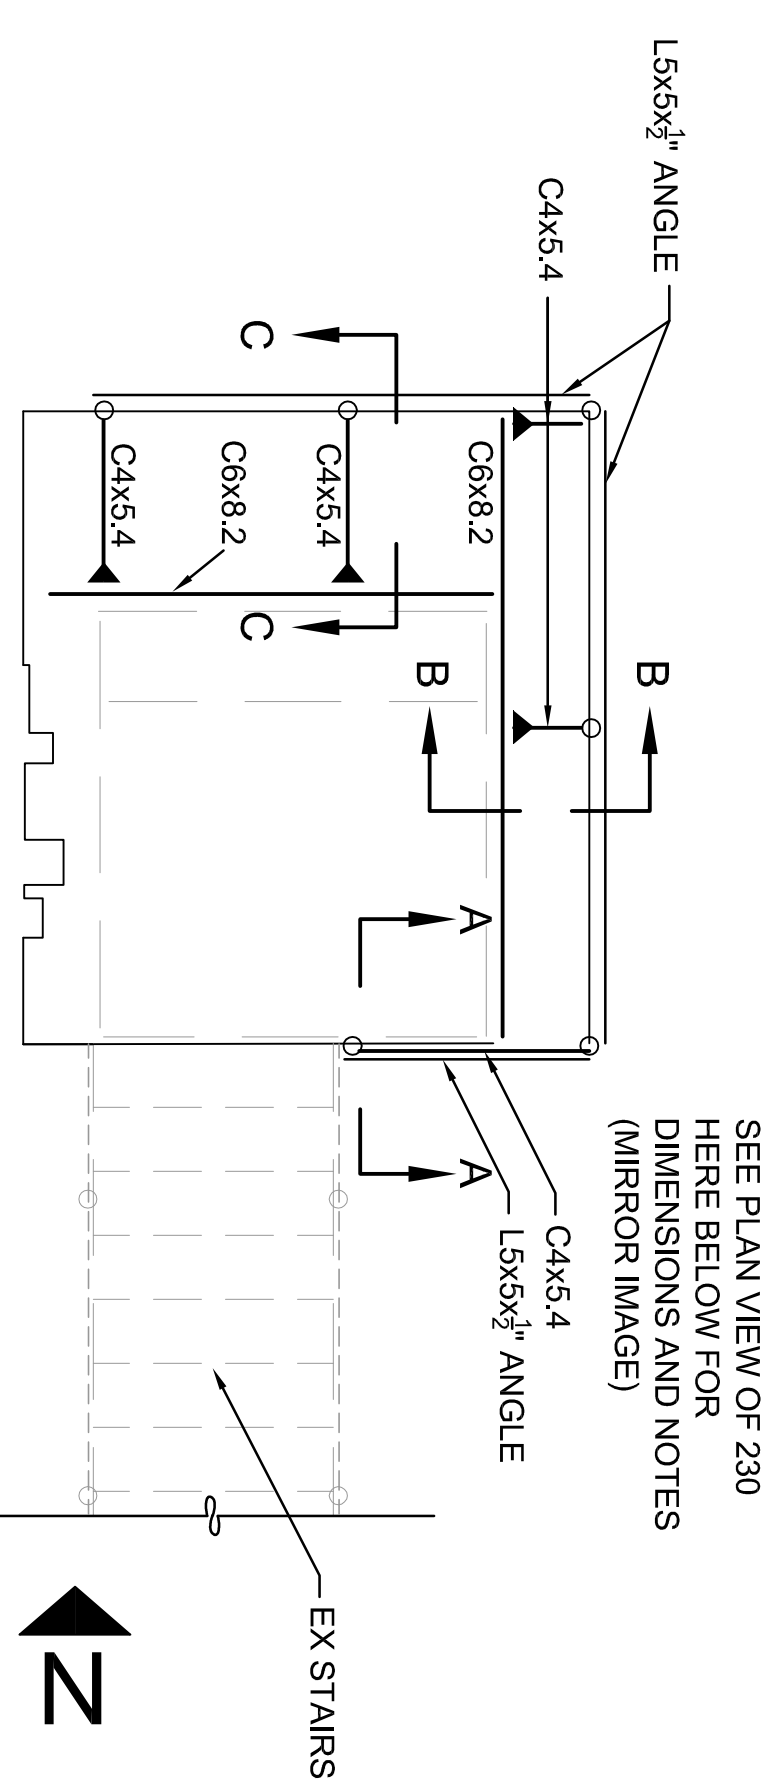 SEE PLAN VIEW OF 230
HERE BELOW FOR
DIMENSIONS AND NOTES
(MIRROR IMAGE)
L5x5x½" ANGLE
B
C4x5.4
C4x5.4
L5x5x½" ANGLE
C6x8.2
A
A
B
C4x5.4
EX STAIRS
C
C
C6x8.2
C4x5.4
N